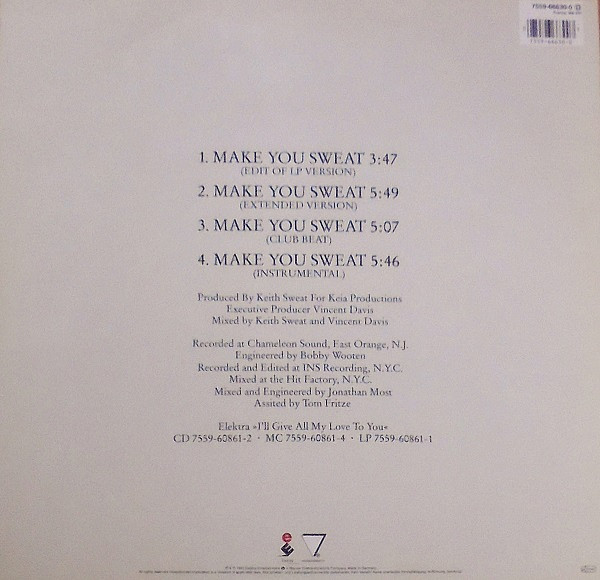 7559-66630-0
1. MAKE YOU SWEAT 3:47
(EDIT OF LP VERSION)
2. MAKE YOU SWEAT 5:49
(EXTENDED VERSION)
3. MAKE YOU SWEAT 5:07
(CLUB BEAT)
4. MAKE YOU SWEAT 5:46
(INSTRUMENTAL)
Produced By Keith Sweat For Keia Productions
Executive Producer Vincent Davis
Mixed by Keith Sweat and Vincent Davis
Recorded at Chameleon Sound, East Orange, N.J.
Engineered by Bobby Wooten
Recorded and Edited at INS Recording, N.Y.C.
Mixed at the Hit Factory, N.Y.C.
Mixed and Engineered by Jonathan Most
Assited by Tom Fritze
Elektra »I'll Give All My Love To You«
CD 7559-60861-2 · MC 7559-60861-4 · LP 7559-60861-1